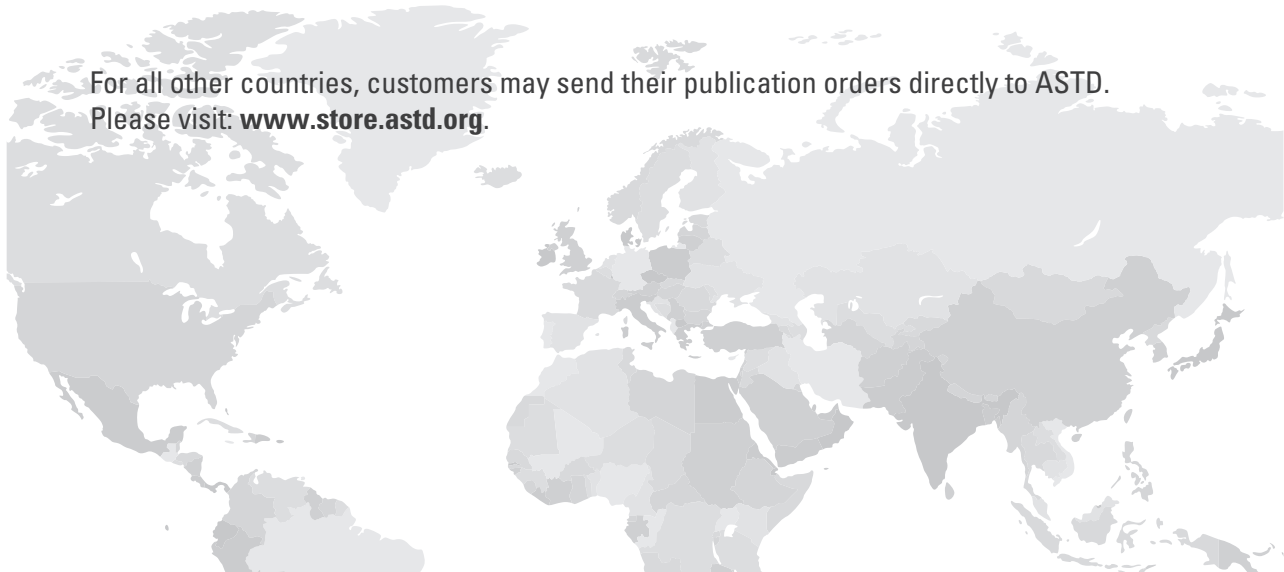 For all other countries, customers may send their publication orders directly to ASTD.
Please visit: www.store.astd.org.